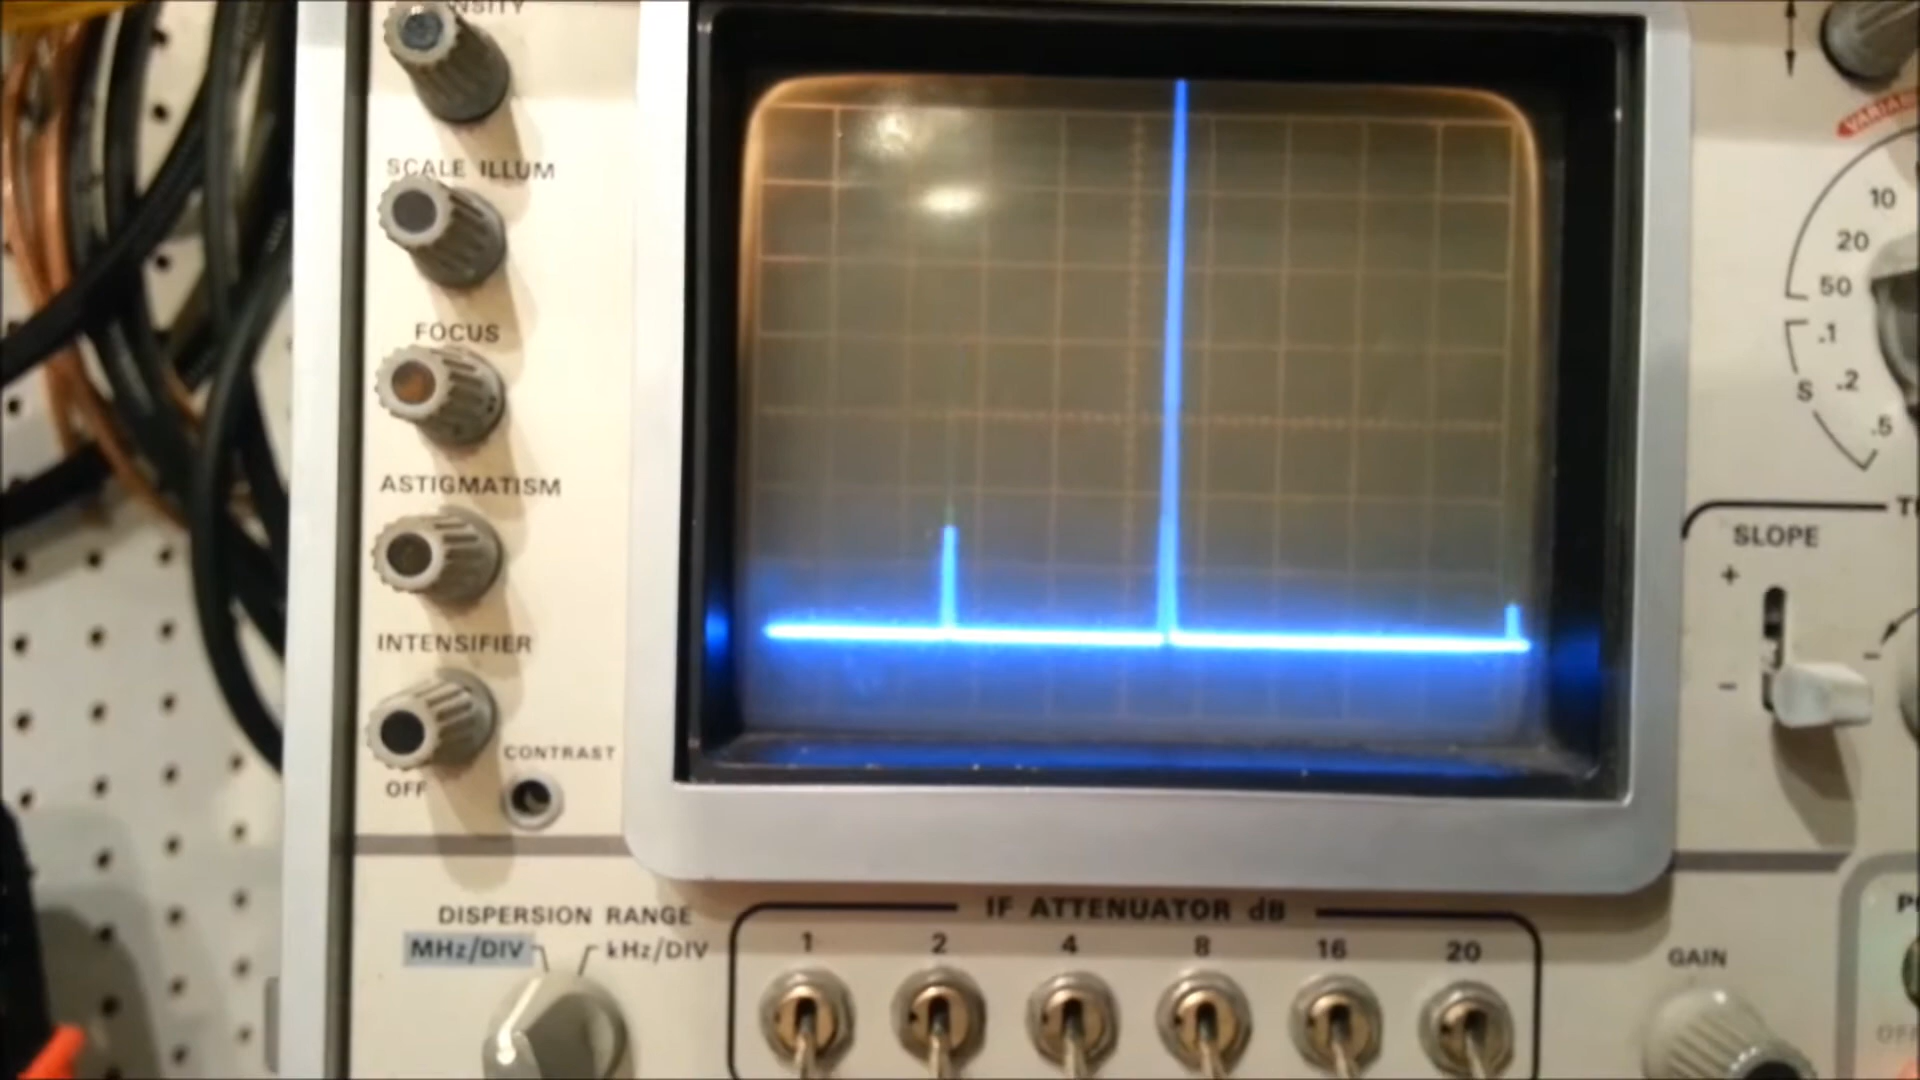 SCALE ILLUM
FOCUS
ASTIGMATISM
INTENSIFIER
CONTRAST
OFF
DISPERSION RANGE
MHz/DIV
kHz/DIV
IF ATTENUATOR dB
1 2 4 8 16 20
10
20
50
.1
S .2
.5
SLOPE
+
−
−
GAIN